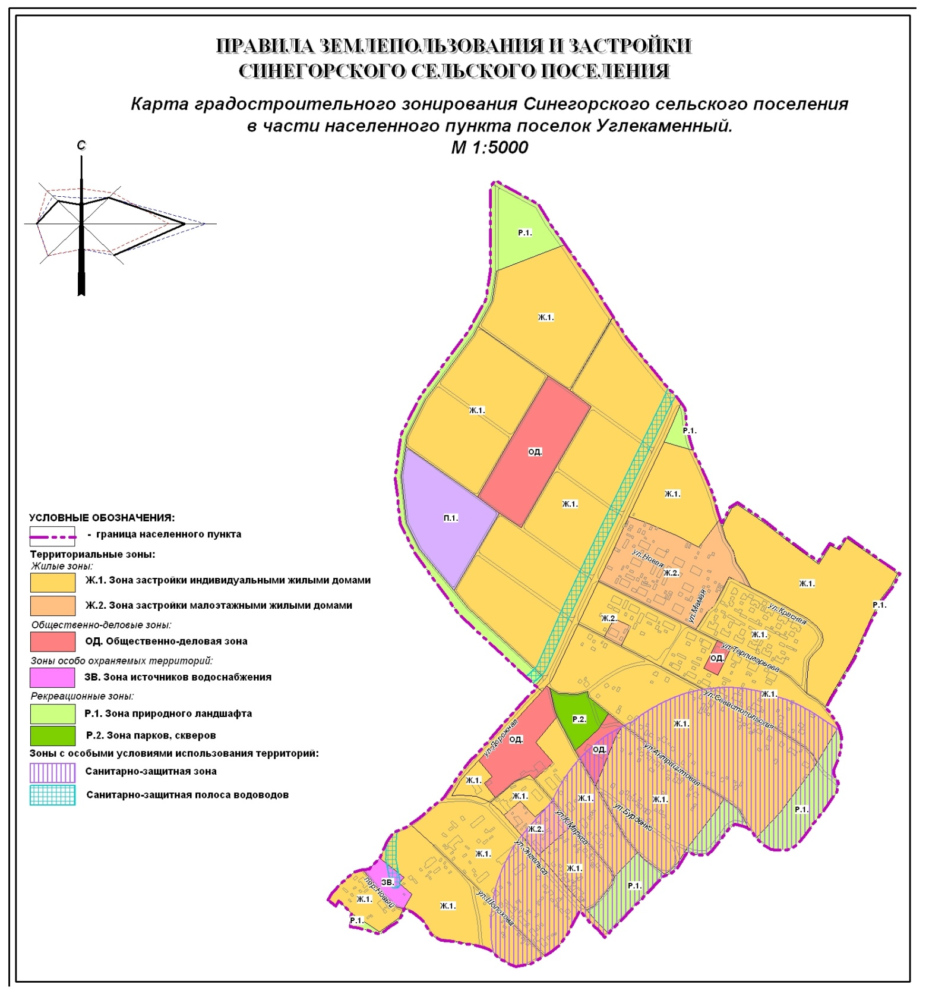 ПРАВИЛА ЗЕМЛЕПОЛЬЗОВАНИЯ И ЗАСТРОЙКИ
СИНЕГОРСКОГО СЕЛЬСКОГО ПОСЕЛЕНИЯ
Карта градостроительного зонирования Синегорского сельского поселения
в части населенного пункта поселок Углекаменный.
М 1:5000
С
Р.1.
Ж.1.
Ж.1.
Р.1.
ОД.
Ж.1.
Ж.1.
П.1.
УСЛОВНЫЕ ОБОЗНАЧЕНИЯ:
- граница населенного пункта
Территориальные зоны:
Жилые зоны:
Ж.1. Зона застройки индивидуальными жилыми домами
Ж.2. Зона застройки малоэтажными жилыми домами
Общественно-деловые зоны:
ОД. Общественно-деловая зона
Зоны особо охраняемых территорий:
ЗВ. Зона источников водоснабжения
Рекреационные зоны:
Р.1. Зона природного ландшафта
Р.2. Зона парков, скверов
Зоны с особыми условиями использования территорий:
Санитарно-защитная зона
Санитарно-защитная полоса водоводов
ул.Новая
Ж.2.
Ж.1.
ул.Мамая
Р.1.
ул.Красная
Ж.2.
Ж.1.
ОД.
ул.Терпигорьева
Ж.1.
ул.Севастопольская
Р.2.
Ж.1.
ул.Дорожная
ОД.
ОД.
ул.Антрацитовая
Ж.1.
Ж.1.
Ж.1.
Ж.1.
Р.1.
ул.Бурденко
ул.К.Маркса
Ж.2.
ул.Энгельса
Ж.1.
Ж.1.
ЗВ.
Р.1.
пер.Новый
Ж.1.
Ж.1.
ул.Шолохова
Р.1.